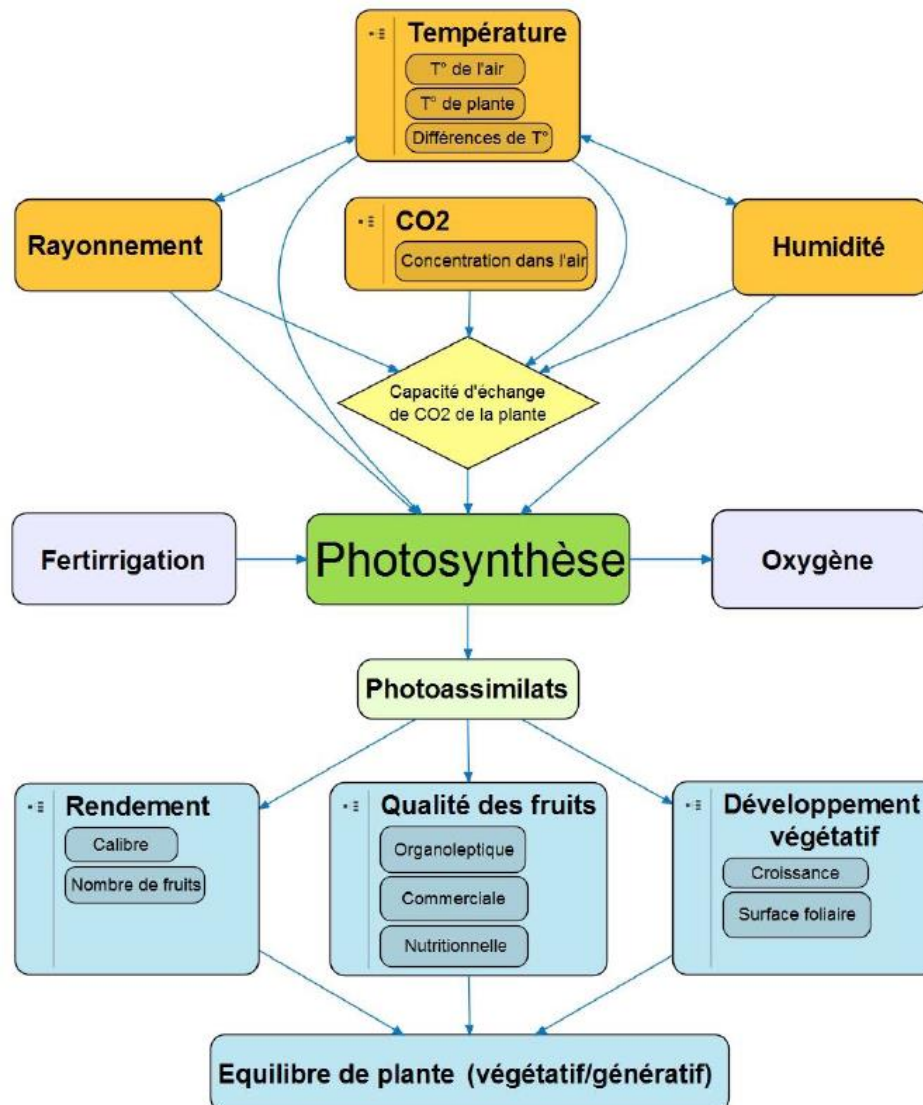 Température
T° de l'air
T° de plante
Différences de T°
Rayonnement
CO2
Concentration dans l'air
Humidité
Capacité d'échange
de CO2 de la plante
Fertirrigation
Photosynthèse
Oxygène
Photoassimilats
Rendement
Calibre
Nombre de fruits
Qualité des fruits
Organoleptique
Commerciale
Nutritionnelle
Développement
végétatif
Croissance
Surface foliaire
Equilibre de plante (végétatif/génératif)